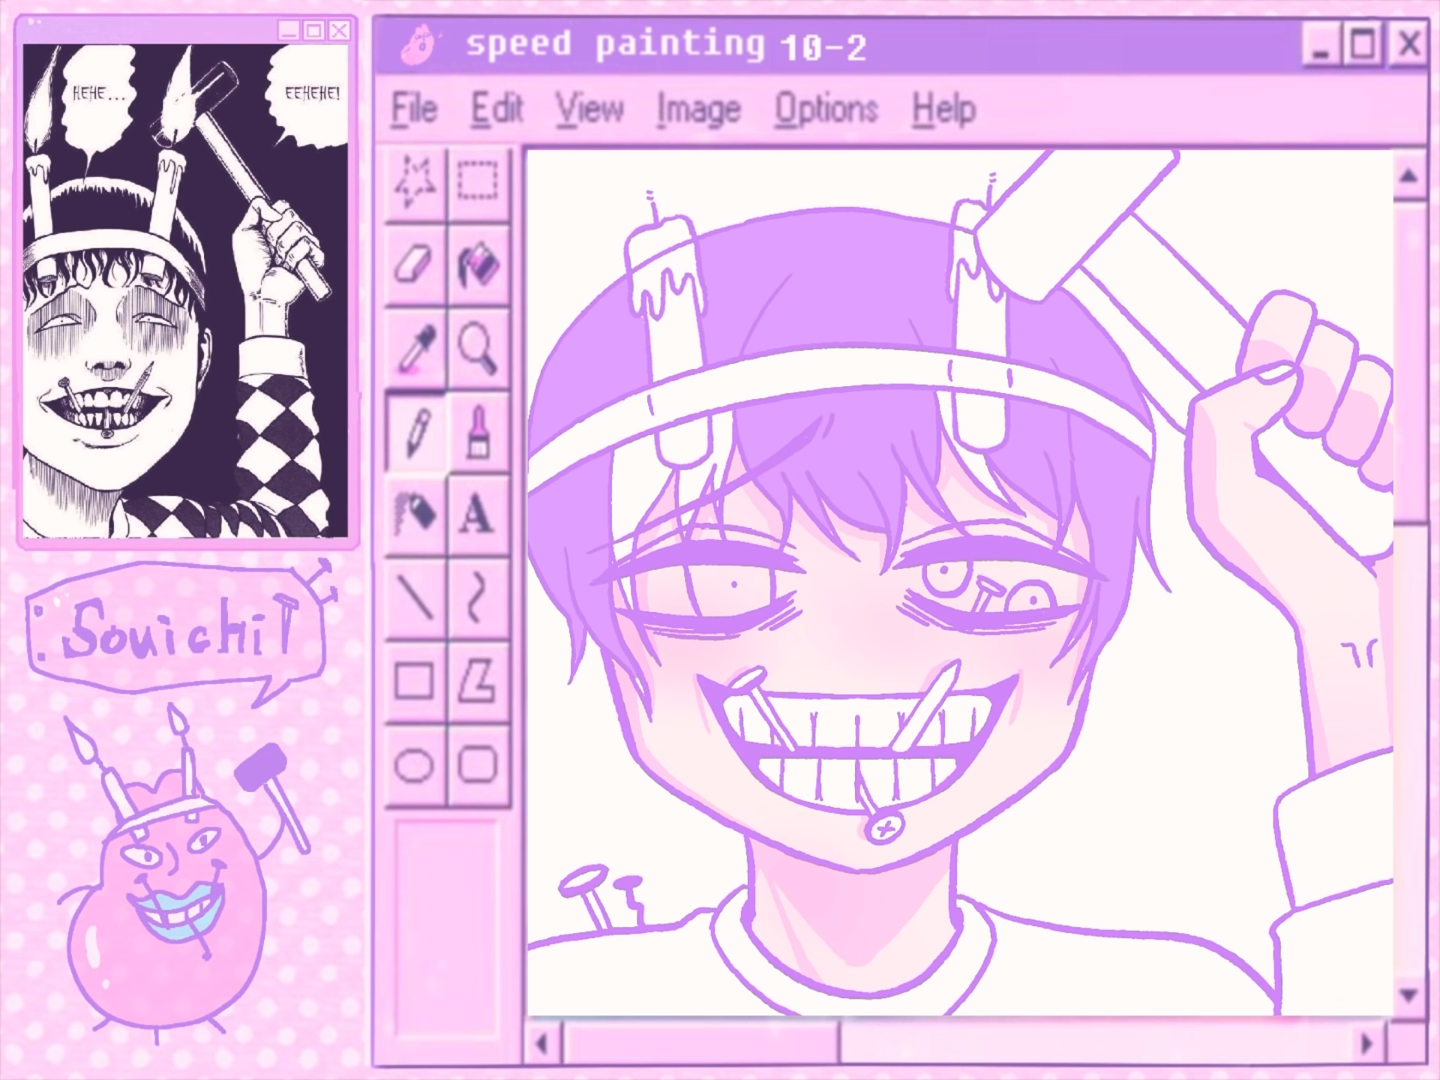 HEHE...
EEHEHE!
speed painting 10-2
File Edit View Image Options Help
A
Souichi